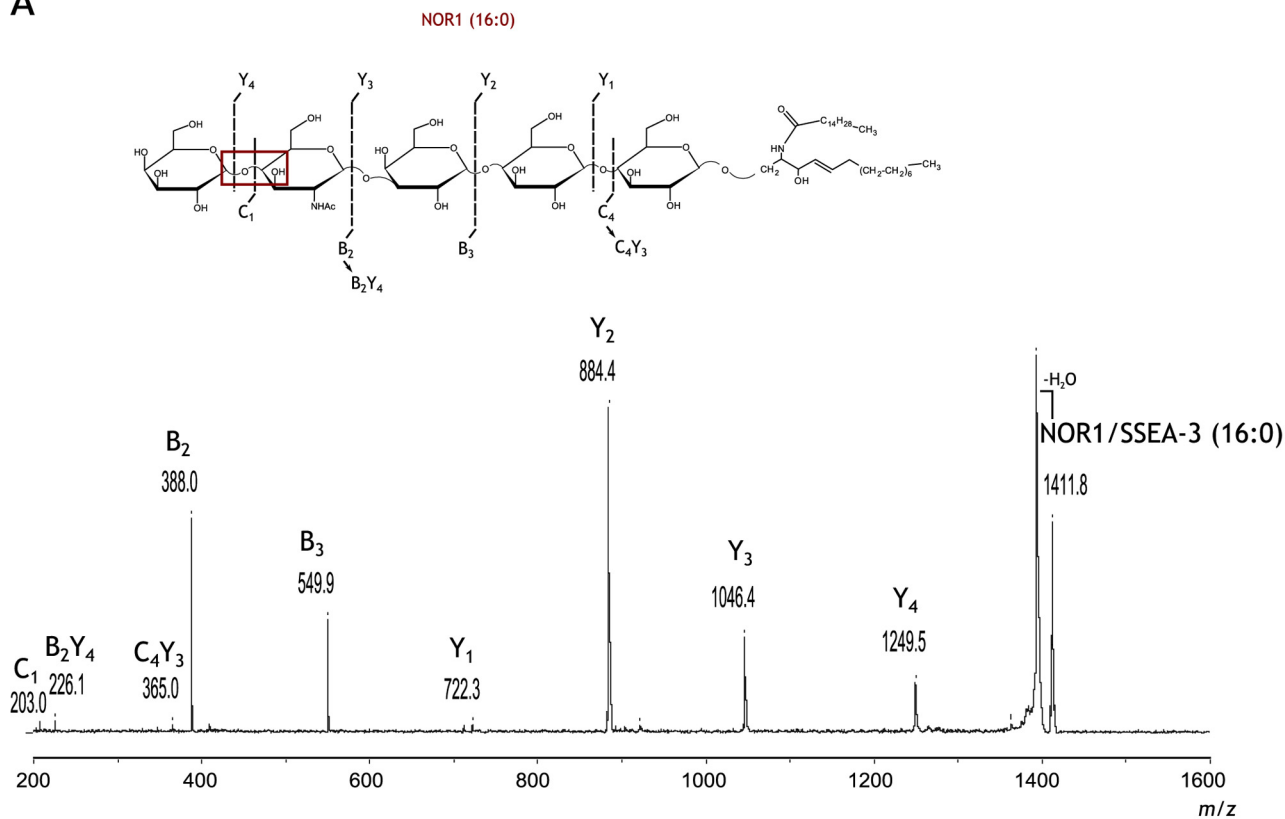 A
NOR1 (16:0)
Y4 Y3 Y2 Y1
OH OH OH OH OH
O C14H28 CH3
NH
HO O O O O O
O O O O O CH2 (CH2-CH2)6 CH3
OH OH OH OH OH
OH NHAc OH OH OH
C1 C4
B2 B3 C4Y3
B2Y4
Y2
884.4
-H2O
NOR1/SSEA-3 (16:0)
1411.8
B2
388.0
B3
549.9
Y3
1046.4
Y4
1249.5
B2Y4 C4Y3 Y1
C1 226.1 365.0 722.3
203.0
200 400 600 800 1000 1200 1400 1600
m/z